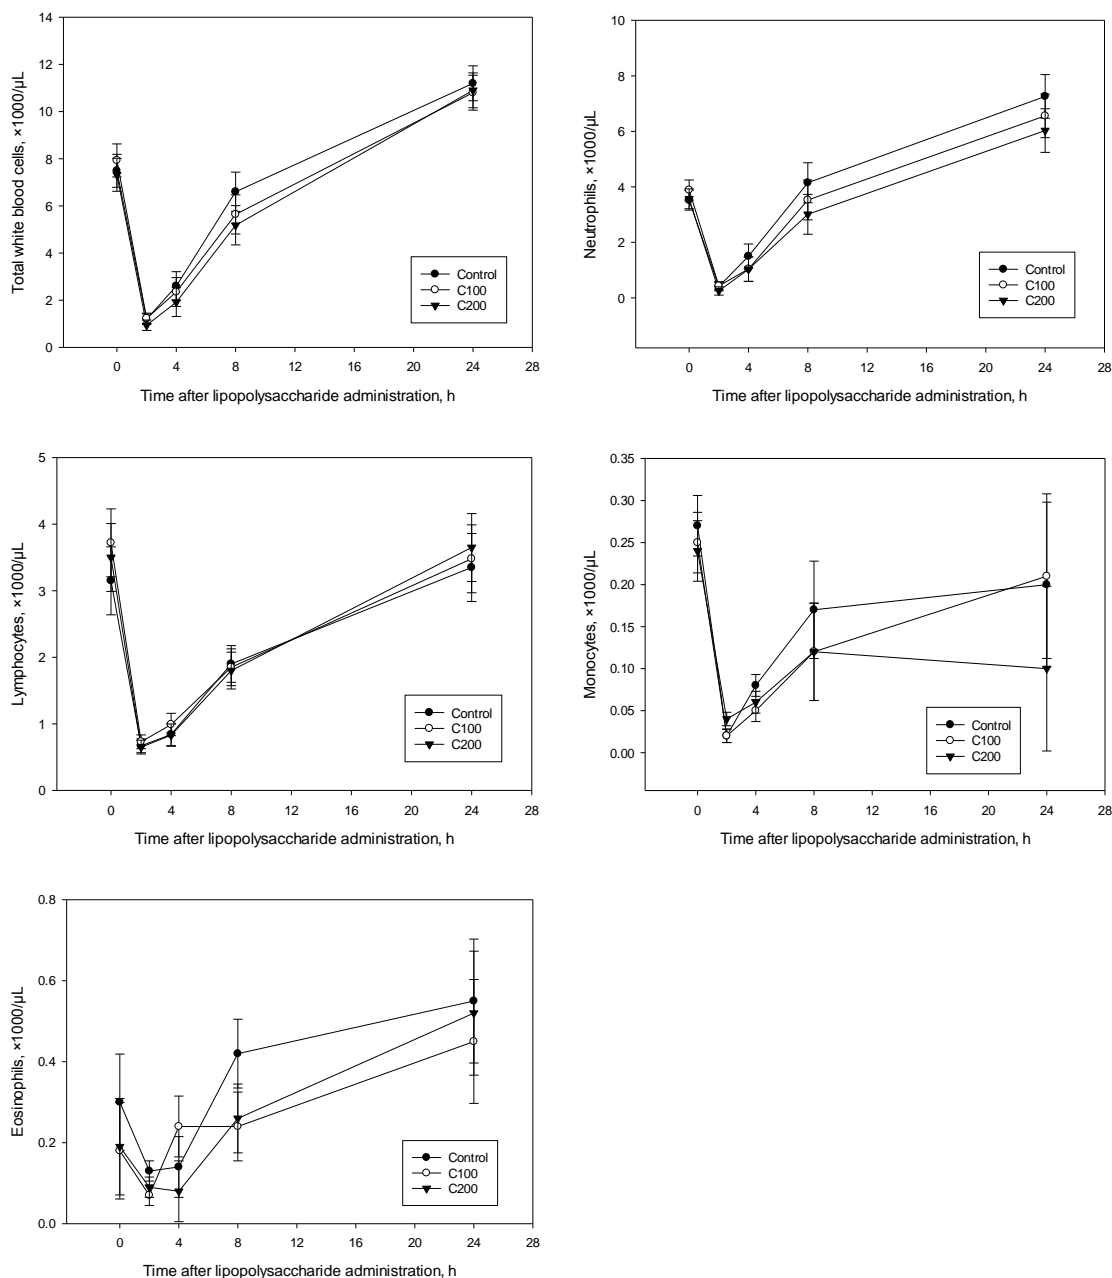 Total white blood cells, ×1000/µL
14
12
10
8
6
4
2
0
0 4 8 12 16 20 24 28
Time after lipopolysaccharide administration, h
Control
C100
C200
Neutrophils, ×1000/µL
10
8
6
4
2
0
0 4 8 12 16 20 24 28
Time after lipopolysaccharide administration, h
Control
C100
C200
Lymphocytes, ×1000/µL
5
4
3
2
1
0
0 4 8 12 16 20 24 28
Time after lipopolysaccharide administration, h
Control
C100
C200
Monocytes, ×1000/µL
0.35
0.30
0.25
0.20
0.15
0.10
0.05
0.00
0 4 8 12 16 20 24 28
Time after lipopolysaccharide administration, h
Control
C100
C200
Eosinophils, ×1000/µL
0.8
0.6
0.4
0.2
0.0
0 4 8 12 16 20 24 28
Time after lipopolysaccharide administration, h
Control
C100
C200